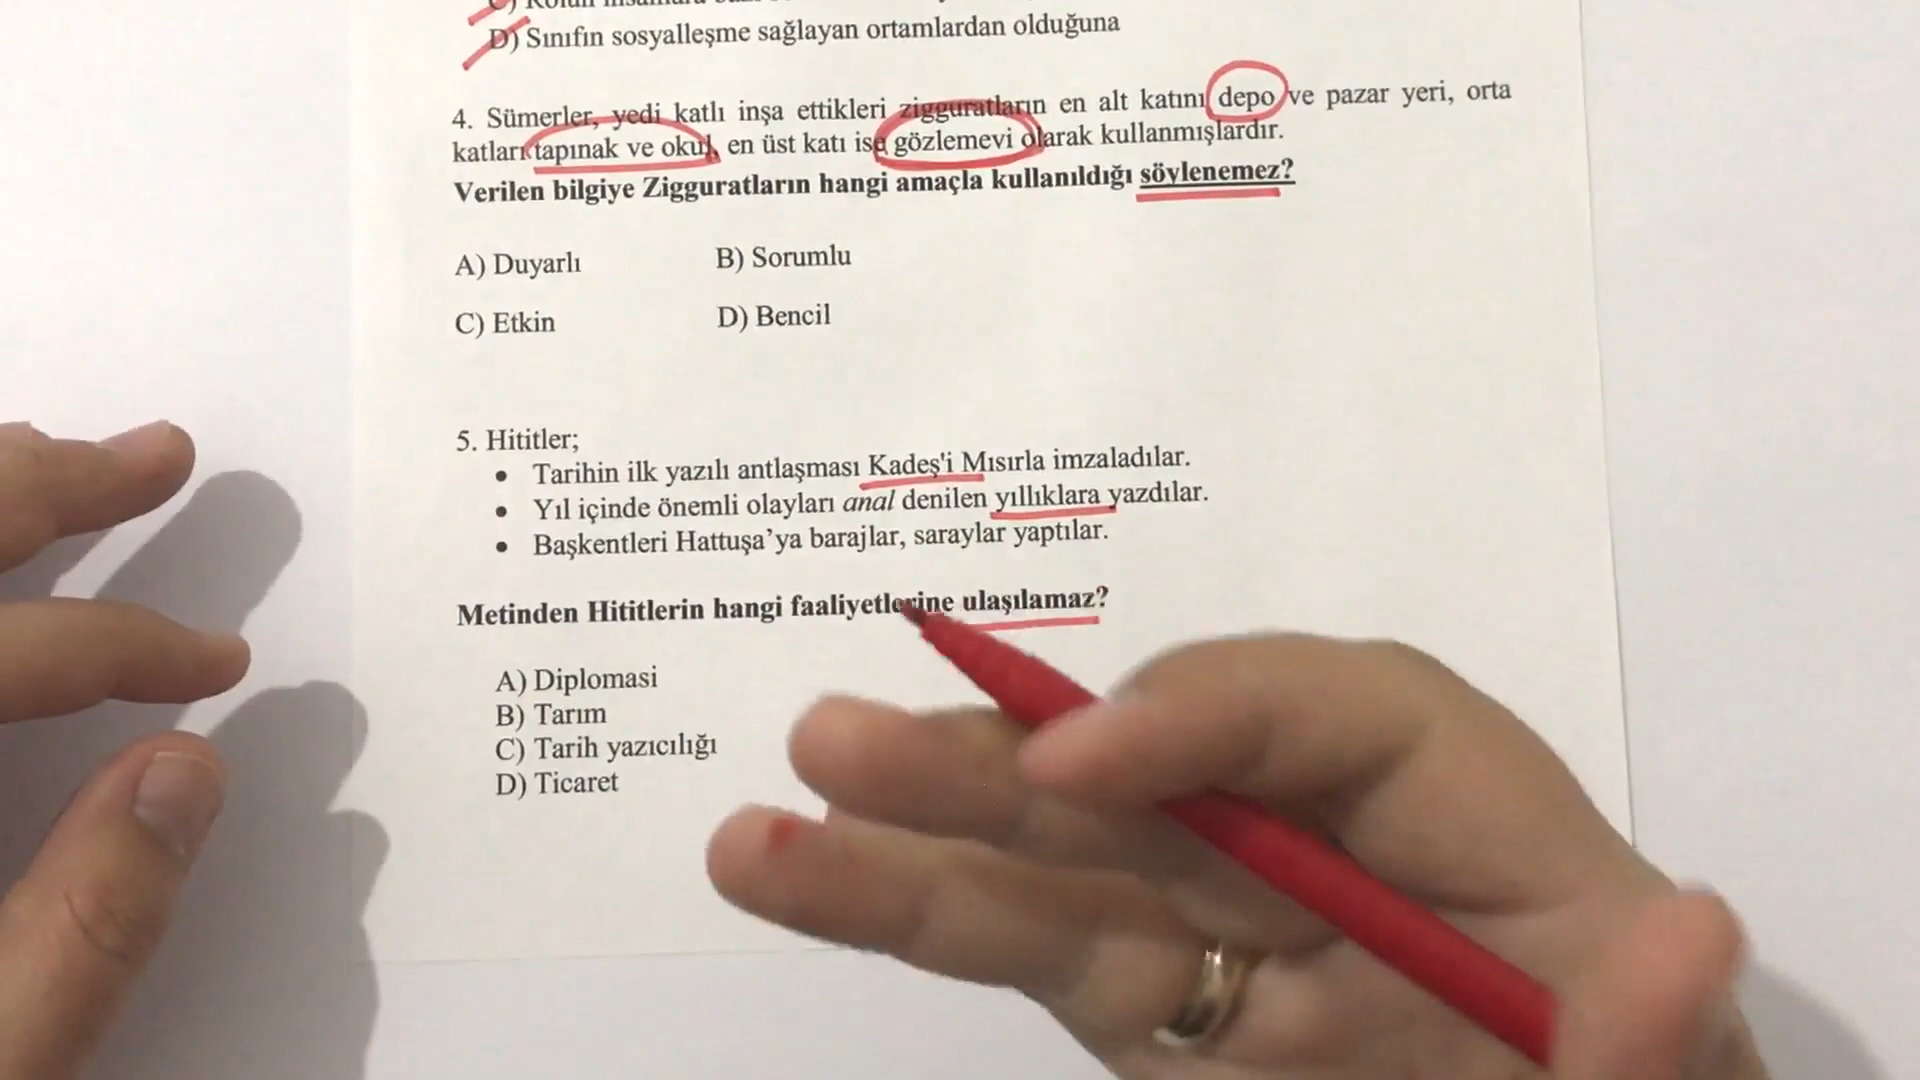 D) Sınıfın sosyalleşme sağlayan ortamlardan olduğuna
4. Sümerler, yedi katlı inşa ettikleri zigguratların en alt katını depo ve pazar yeri, orta
katları tapınak ve okul, en üst katı ise gözlemevi olarak kullanmışlardır.
Verilen bilgiye Zigguratların hangi amaçla kullanıldığı söylenemez?
A) Duyarlı
B) Sorumlu
C) Etkin
D) Bencil
5. Hititler;
• Tarihin ilk yazılı antlaşması Kadeş'i Mısırla imzaladılar.
• Yıl içinde önemli olayları anal denilen yıllıklara yazdılar.
• Başkentleri Hattuşa’ya barajlar, saraylar yaptılar.
Metinden Hititlerin hangi faaliyetlerine ulaşılamaz?
A) Diplomasi
B) Tarım
C) Tarih yazıcılığı
D) Ticaret